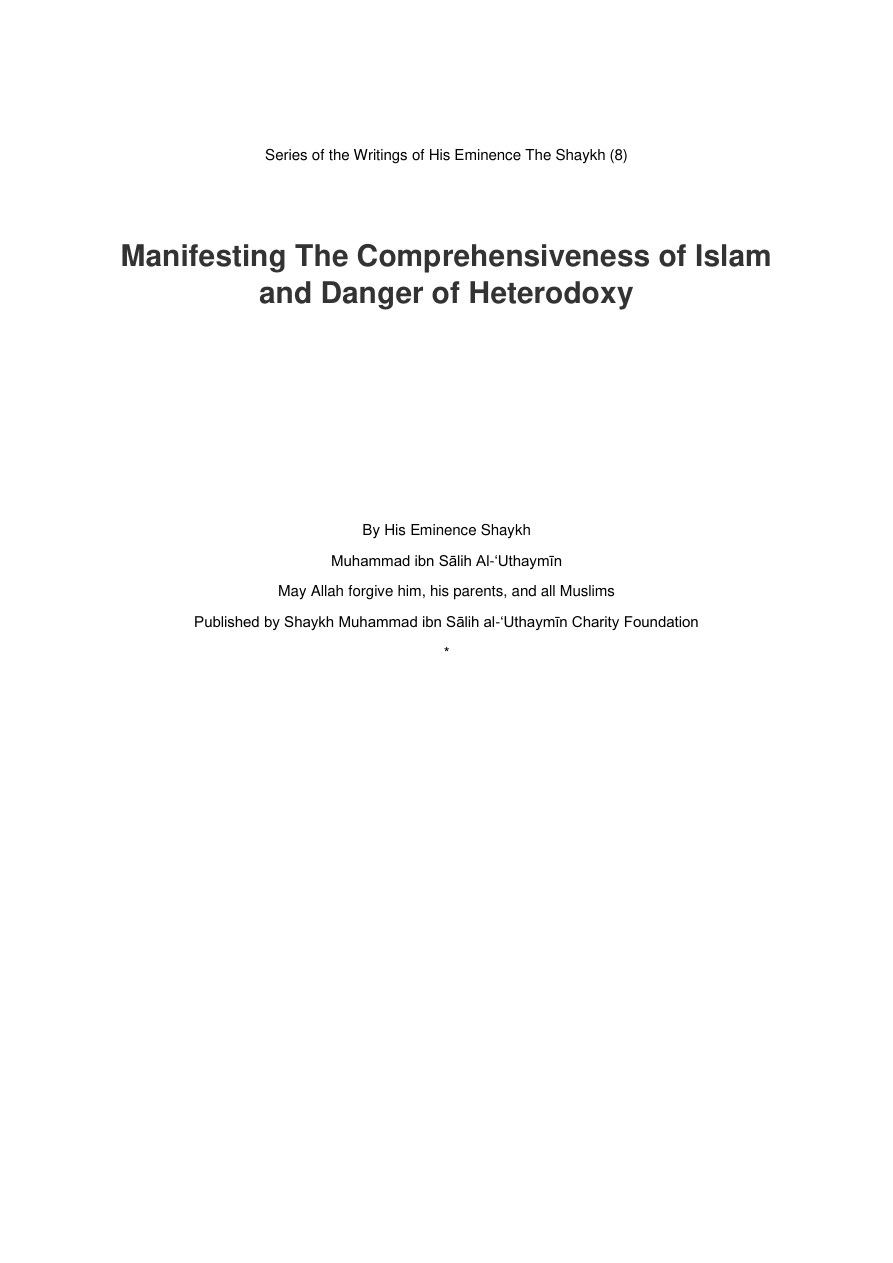 Series of the Writings of His Eminence The Shaykh (8)
Manifesting The Comprehensiveness of Islam
and Danger of Heterodoxy
By His Eminence Shaykh
Muhammad ibn Sālih Al-‘Uthaymīn
May Allah forgive him, his parents, and all Muslims
Published by Shaykh Muhammad ibn Sālih al-‘Uthaymīn Charity Foundation
*